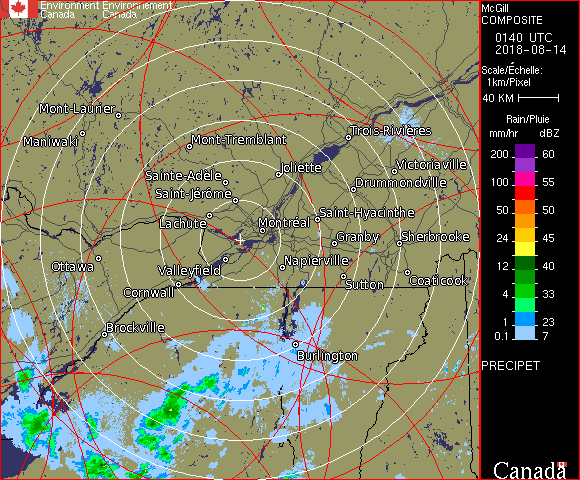 Environment Environnement
Canada Canada
McGill
COMPOSITE
0140 UTC
2018-08-14
Scale/Échelle:
1km/Pixel
40 KM
Rain/Pluie
mm/hr dBZ
200 60
150 57
100 55
50 50
24 45
12 40
4 33
1 23
0.1 7
PRECIPET
Canada
Mont-Laurier
Maniwaki
Mont-Tremblant
Trois-Rivières
Sainte-Adèle
Joliette
Victoriaville
Saint-Jérôme
Drummondville
Lachute
Montréal
Saint-Hyacinthe
Granby
Sherbrooke
Ottawa
Valleyfield
Napierville
Cornwall
Sutton
Coaticook
Brockville
Burlington